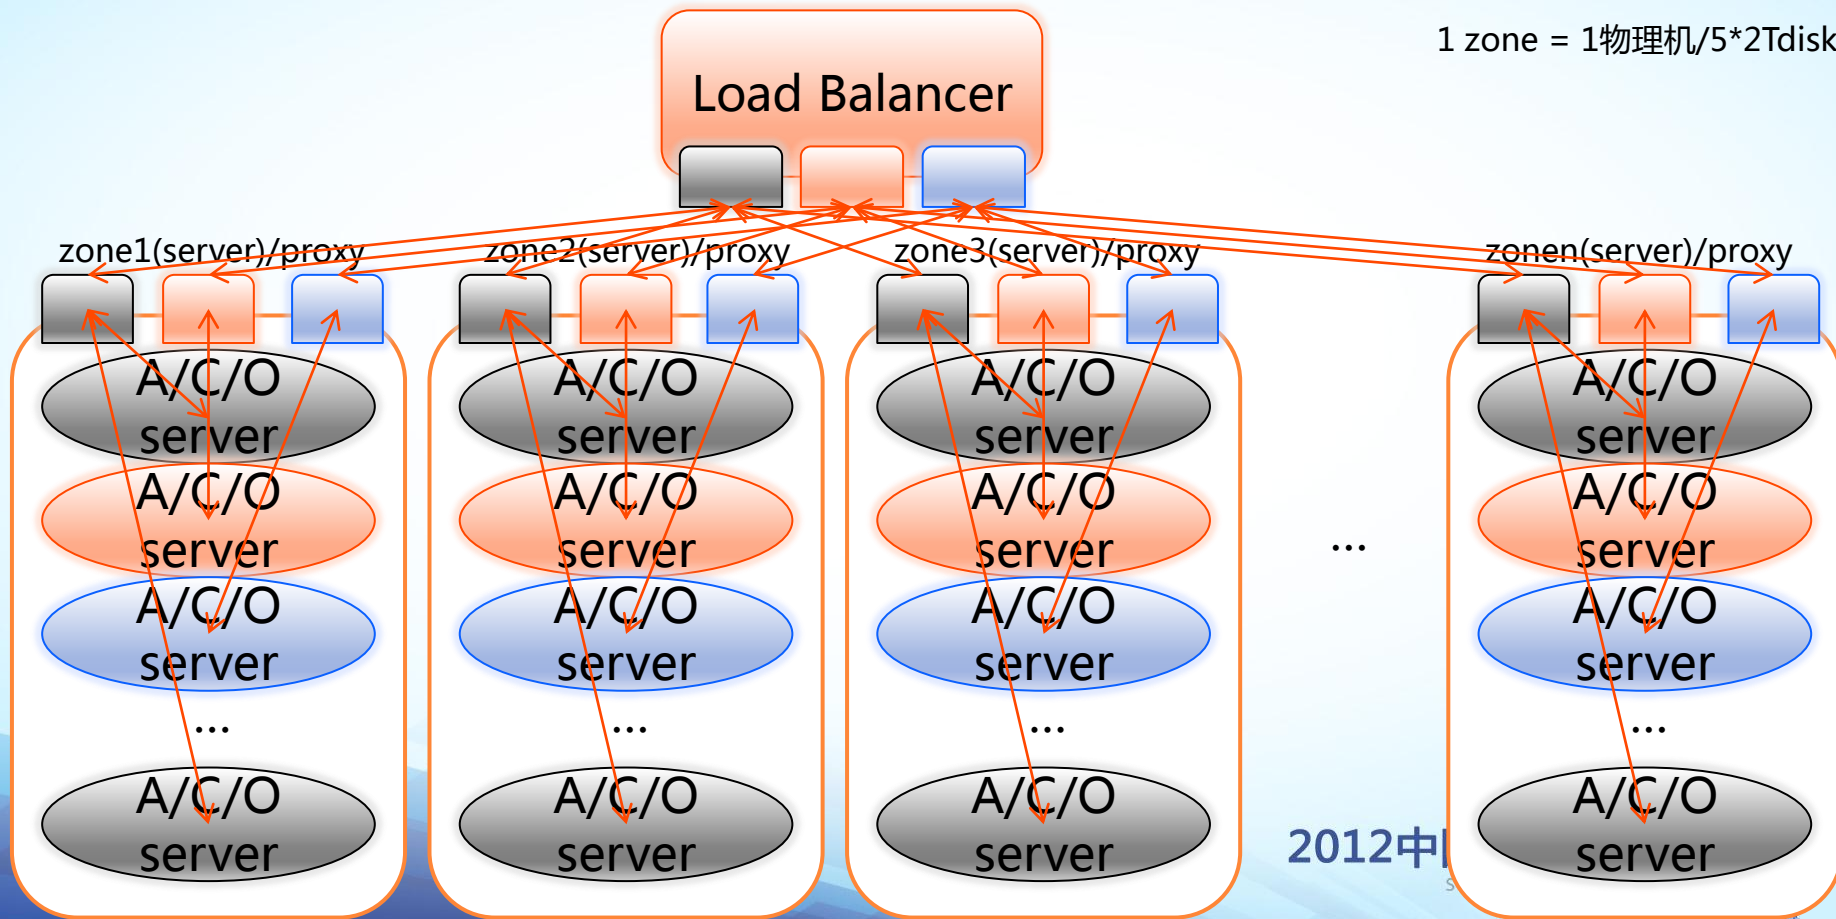 1 zone = 1物理机/5*2Tdisk
Load Balancer
zone1(server)/proxy
zone2(server)/proxy
zone3(server)/proxy
zonen(server)/proxy
A/C/O
server
A/C/O
server
A/C/O
server
...
A/C/O
server
A/C/O
server
A/C/O
server
A/C/O
server
...
A/C/O
server
A/C/O
server
A/C/O
server
A/C/O
server
...
A/C/O
server
...
A/C/O
server
A/C/O
server
A/C/O
server
...
A/C/O
server
2012中